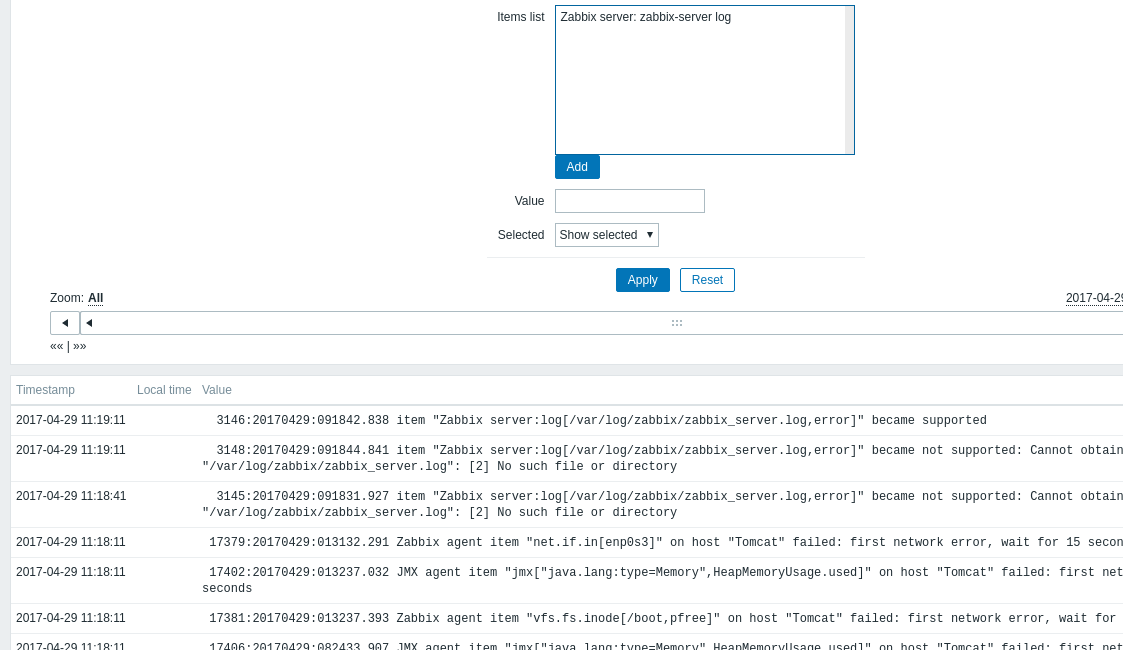 Items list Zabbix server: zabbix-server log
Add
Value
Selected Show selected ▼
Apply Reset
Zoom: All 2017-04-29
«« | »»
Timestamp Local time Value
2017-04-29 11:19:11 3146:20170429:091842.838 item "Zabbix server:log[/var/log/zabbix/zabbix_server.log,error]" became supported
2017-04-29 11:19:11 3148:20170429:091844.841 item "Zabbix server:log[/var/log/zabbix/zabbix_server.log,error]" became not supported: Cannot obtain
"/var/log/zabbix/zabbix_server.log": [2] No such file or directory
2017-04-29 11:18:41 3145:20170429:091831.927 item "Zabbix server:log[/var/log/zabbix/zabbix_server.log,error]" became not supported: Cannot obtain
"/var/log/zabbix/zabbix_server.log": [2] No such file or directory
2017-04-29 11:18:11 17379:20170429:013132.291 Zabbix agent item "net.if.in[enp0s3]" on host "Tomcat" failed: first network error, wait for 15 secon
2017-04-29 11:18:11 17402:20170429:013237.032 JMX agent item "jmx["java.lang:type=Memory",HeapMemoryUsage.used]" on host "Tomcat" failed: first net
seconds
2017-04-29 11:18:11 17381:20170429:013237.393 Zabbix agent item "vfs.fs.inode[/boot,pfree]" on host "Tomcat" failed: first network error, wait for
2017-04-29 11:18:11 17406:20170429:082433.907 JMX agent item "jmx["java.lang:type=Memory",HeapMemoryUsage.used]" on host "Tomcat" failed: first net